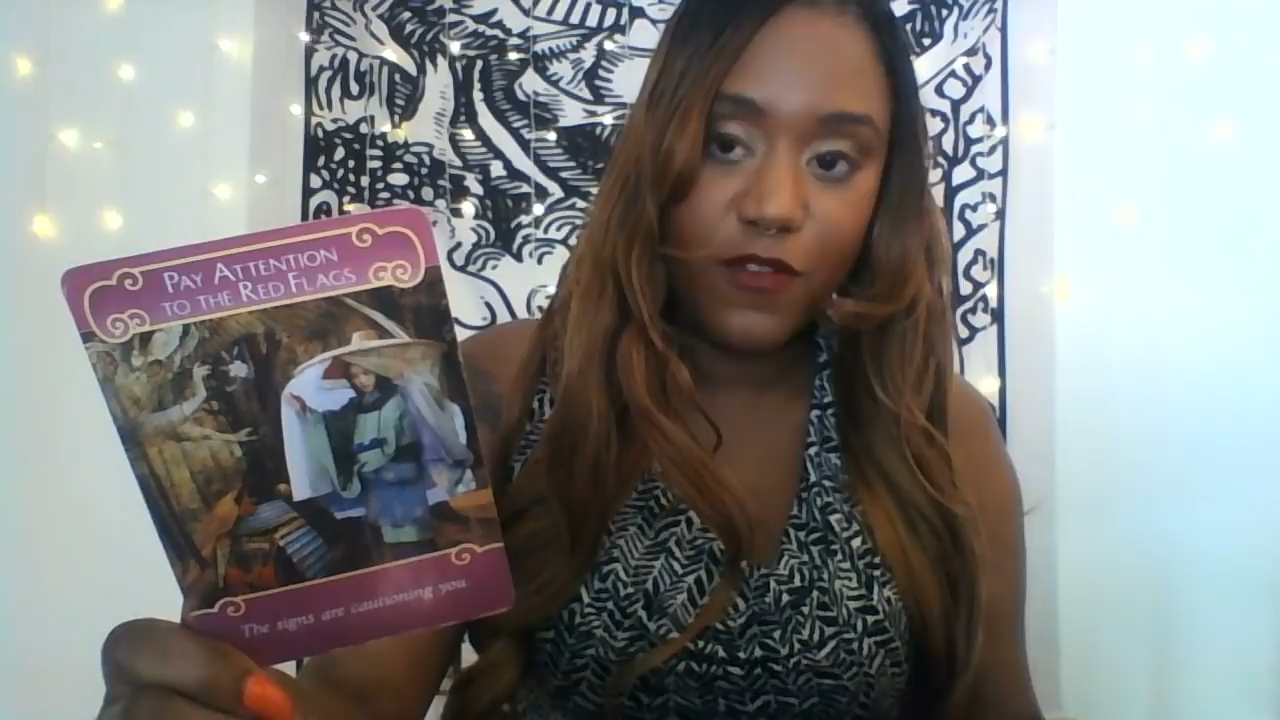 PAY ATTENTION
TO THE RED FLAGS
The signs are cautioning you.